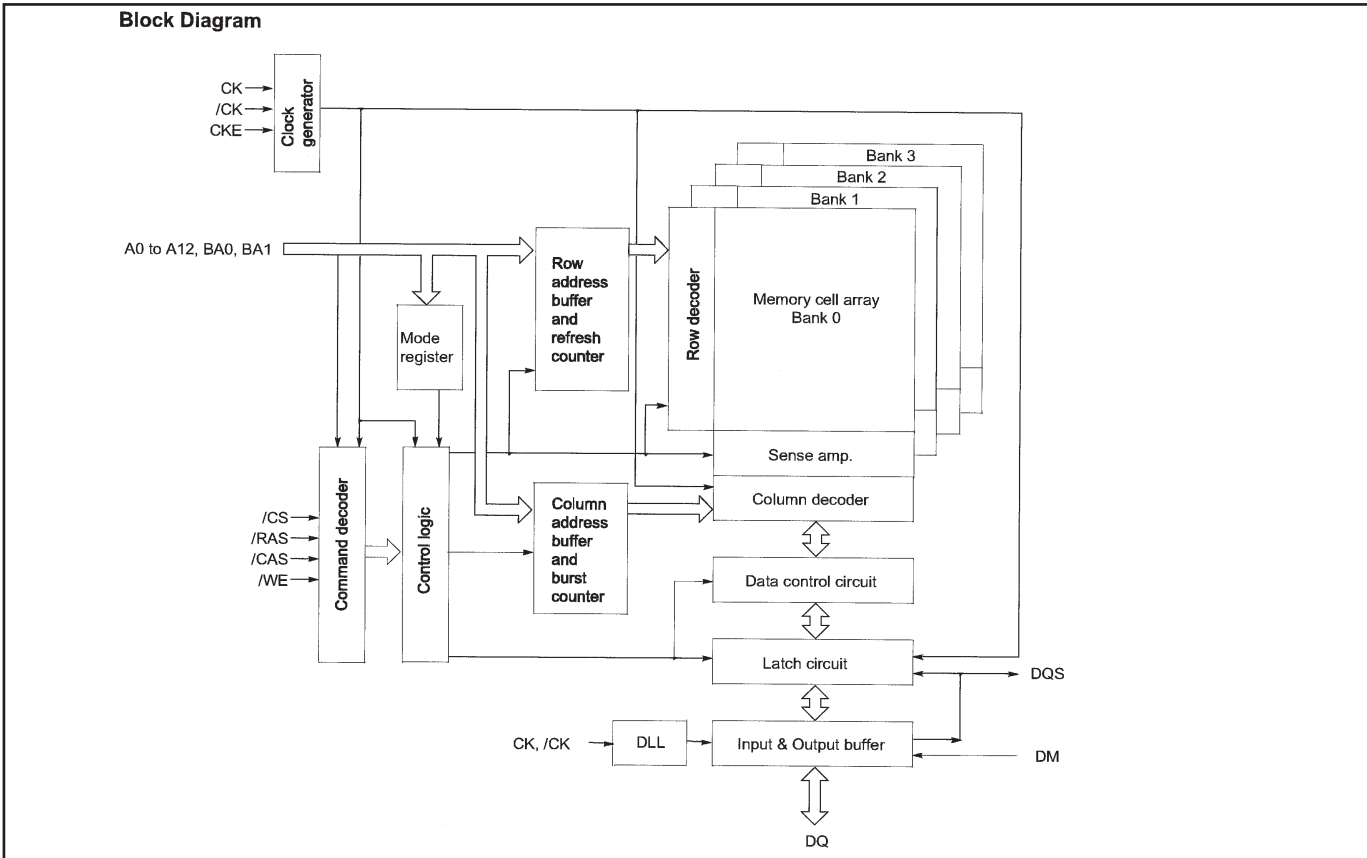 Block Diagram
CK
/CK
CKE
Clock
generator
Bank 3
Bank 2
Bank 1
A0 to A12, BA0, BA1
Mode
register
Row
address
buffer
and
refresh
counter
Row decoder
Memory cell array
Bank 0
Sense amp.
Column decoder
/CS
/RAS
/CAS
/WE
Command decoder
Control logic
Column
address
buffer
and
burst
counter
Data control circuit
Latch circuit
DQS
CK, /CK
DLL
Input & Output buffer
DM
DQ